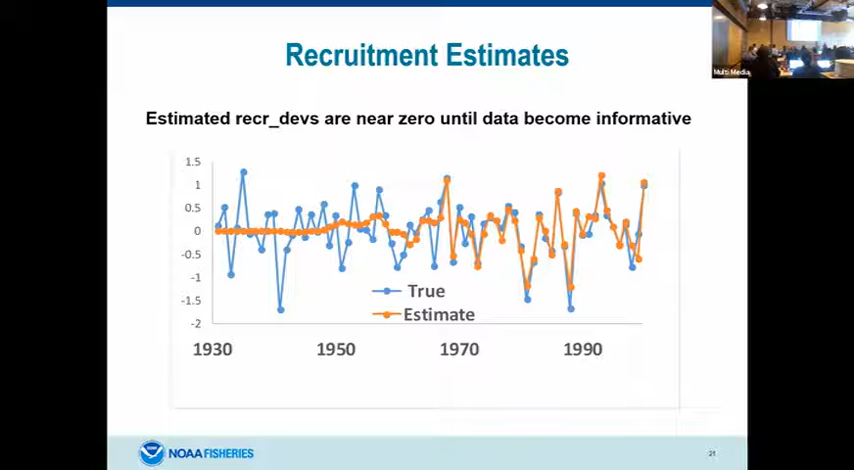 Multi Media
Recruitment Estimates
Estimated recr_devs are near zero until data become informative
1.5
1
0.5
0
-0.5
-1
-1.5
-2
True
Estimate
1930 1950 1970 1990
NOAA FISHERIES
21